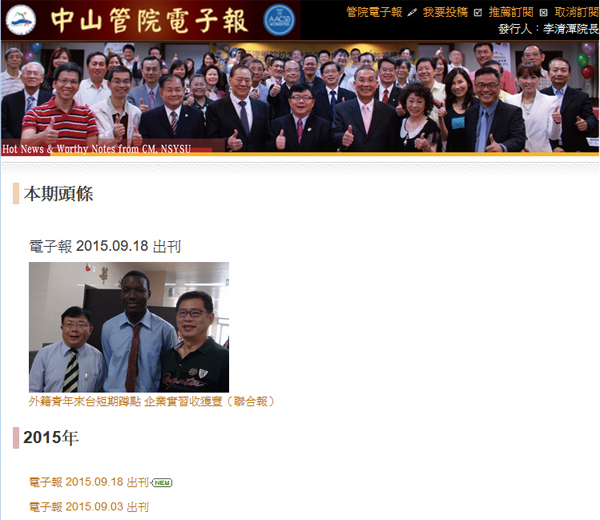 中山管院電子報
AACSB
管院電子報 我要投稿 推薦訂閱 取消訂閱
發行人：李清潭院長
Hot News & Worthy Notes from CM, NSYSU
本期頭條
電子報 2015.09.18 出刊
外籍青年來台短期蹲點 企業實習收獲豐（聯合報）
2015年
電子報 2015.09.18 出刊 NEW
電子報 2015.09.03 出刊